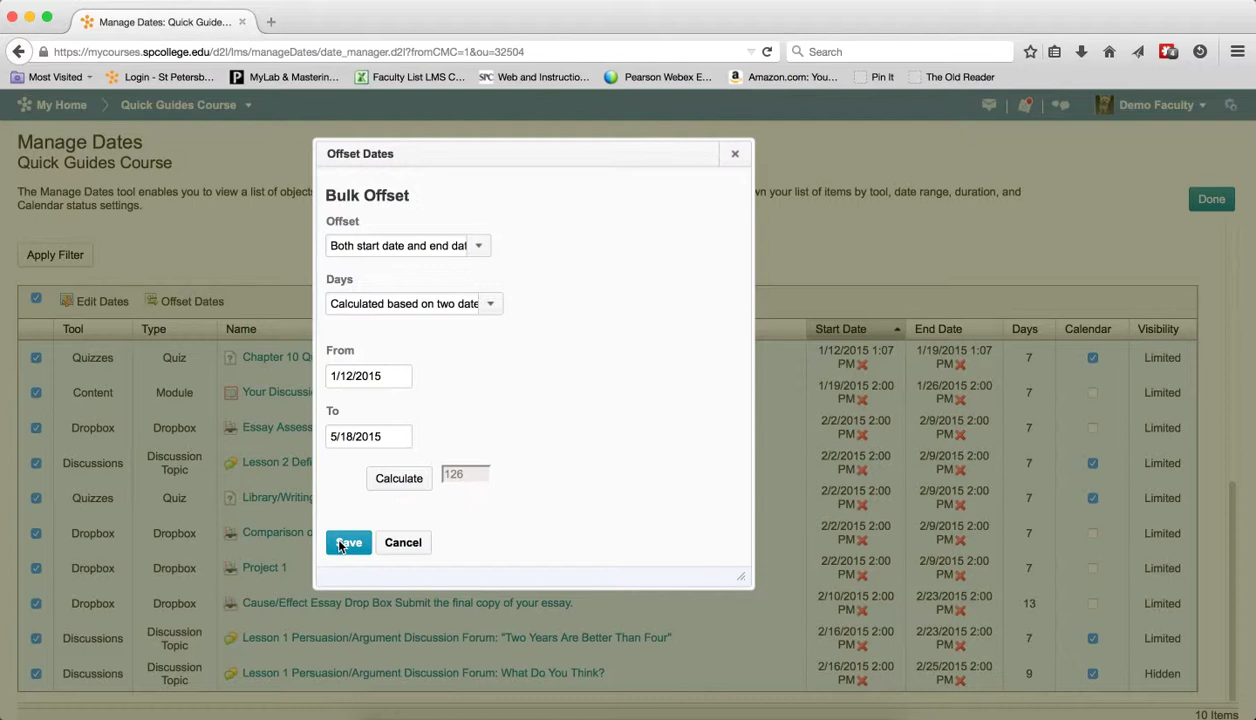 Manage Dates: Quick Guide...
https://mycourses.spcollege.edu/d2l/lms/manageDates/date_manager.d2l?fromCMC=1&ou=32504
Search
Most Visited
Login - St Petersb...
MyLab & Mastering...
Faculty List LMS C...
SPC Web and Instructio...
Pearson Webex E...
Amazon.com: You...
Pin It
The Old Reader
My Home
Quick Guides Course
Demo Faculty
Manage Dates
Quick Guides Course
The Manage Dates tool enables you to view a list of objects
wn your list of items by tool, date range, duration, and
Calendar status settings.
Done
Apply Filter
Offset Dates
Bulk Offset
Offset
Both start date and end dat
Days
Calculated based on two date
From
1/12/2015
To
5/18/2015
Calculate
126
Save
Cancel
Edit Dates
Offset Dates
Tool Type Name Start Date End Date Days Calendar Visibility
Quizzes Quiz Chapter 10 Qu 1/12/2015 1:07 PM 1/19/2015 1:07 PM 7 Limited
Content Module Your Discussi 1/19/2015 2:00 PM 1/26/2015 2:00 PM 7 Limited
Dropbox Dropbox Essay Assess 2/2/2015 2:00 PM 2/9/2015 2:00 PM 7 Limited
Discussions Discussion Topic Lesson 2 Defi 2/2/2015 2:00 PM 2/9/2015 2:00 PM 7 Limited
Quizzes Quiz Library/Writing 2/2/2015 2:00 PM 2/9/2015 2:00 PM 7 Limited
Dropbox Dropbox Comparison o 2/2/2015 2:00 PM 2/9/2015 2:00 PM 7 Limited
Dropbox Dropbox Project 1 2/2/2015 2:00 PM 2/9/2015 2:00 PM 7 Limited
Dropbox Dropbox Cause/Effect Essay Drop Box Submit the final copy of your essay. 2/10/2015 2:00 PM 2/23/2015 2:00 PM 13 Limited
Discussions Discussion Topic Lesson 1 Persuasion/Argument Discussion Forum: "Two Years Are Better Than Four" 2/16/2015 2:00 PM 2/23/2015 2:00 PM 7 Limited
Discussions Discussion Topic Lesson 1 Persuasion/Argument Discussion Forum: What Do You Think? 2/16/2015 2:00 PM 2/25/2015 2:00 PM 9 Hidden
10 Items